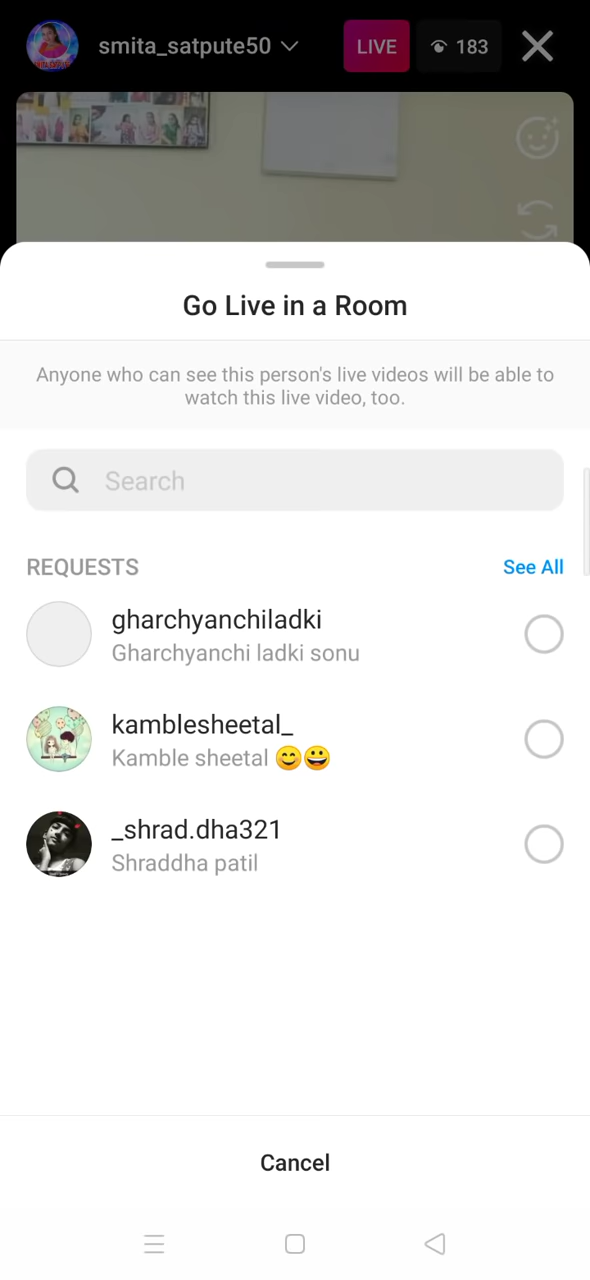 smita_satpute50
LIVE
183
Go Live in a Room
Anyone who can see this person's live videos will be able to
watch this live video, too.
Search
REQUESTS
See All
gharchyanchiladki
Gharchyanchi ladki sonu
kamblesheetal_
Kamble sheetal 😊😀
_shrad.dha321
Shraddha patil
Cancel